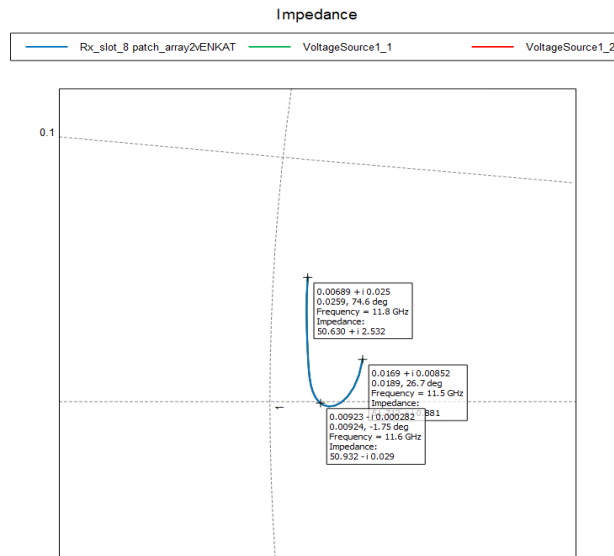 Impedance
Rx_slot_8 patch_array2vENKAT
VoltageSource1_1
VoltageSource1_2
0.1
0.00689 + i 0.025
0.0259, 74.6 deg
Frequency = 11.8 GHz
Impedance:
50.630 + i 2.532
0.0169 + i 0.00852
0.0189, 26.7 deg
Frequency = 11.5 GHz
Impedance:
0.00923 - i 0.000282
0.00924, -1.75 deg
Frequency = 11.6 GHz
Impedance:
50.932 - i 0.029
1